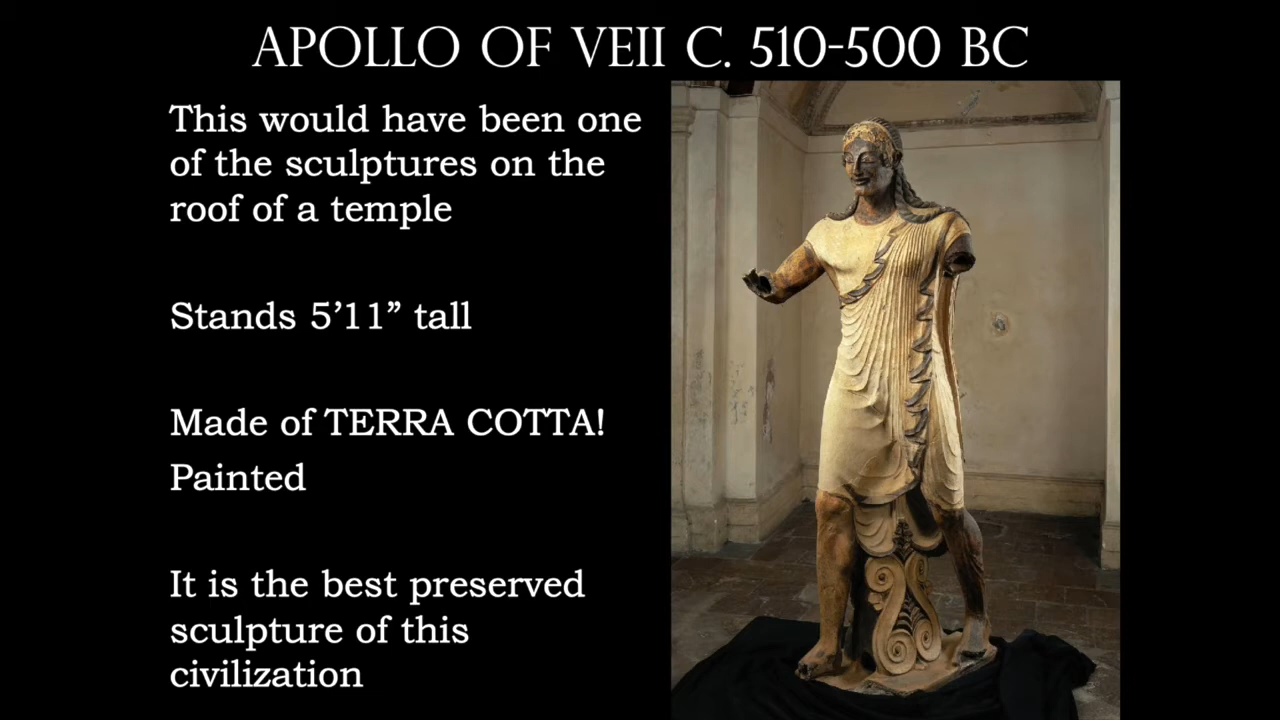 APOLLO OF VEII C. 510-500 BC
This would have been one
of the sculptures on the
roof of a temple
Stands 5’11” tall
Made of TERRA COTTA!
Painted
It is the best preserved
sculpture of this
civilization